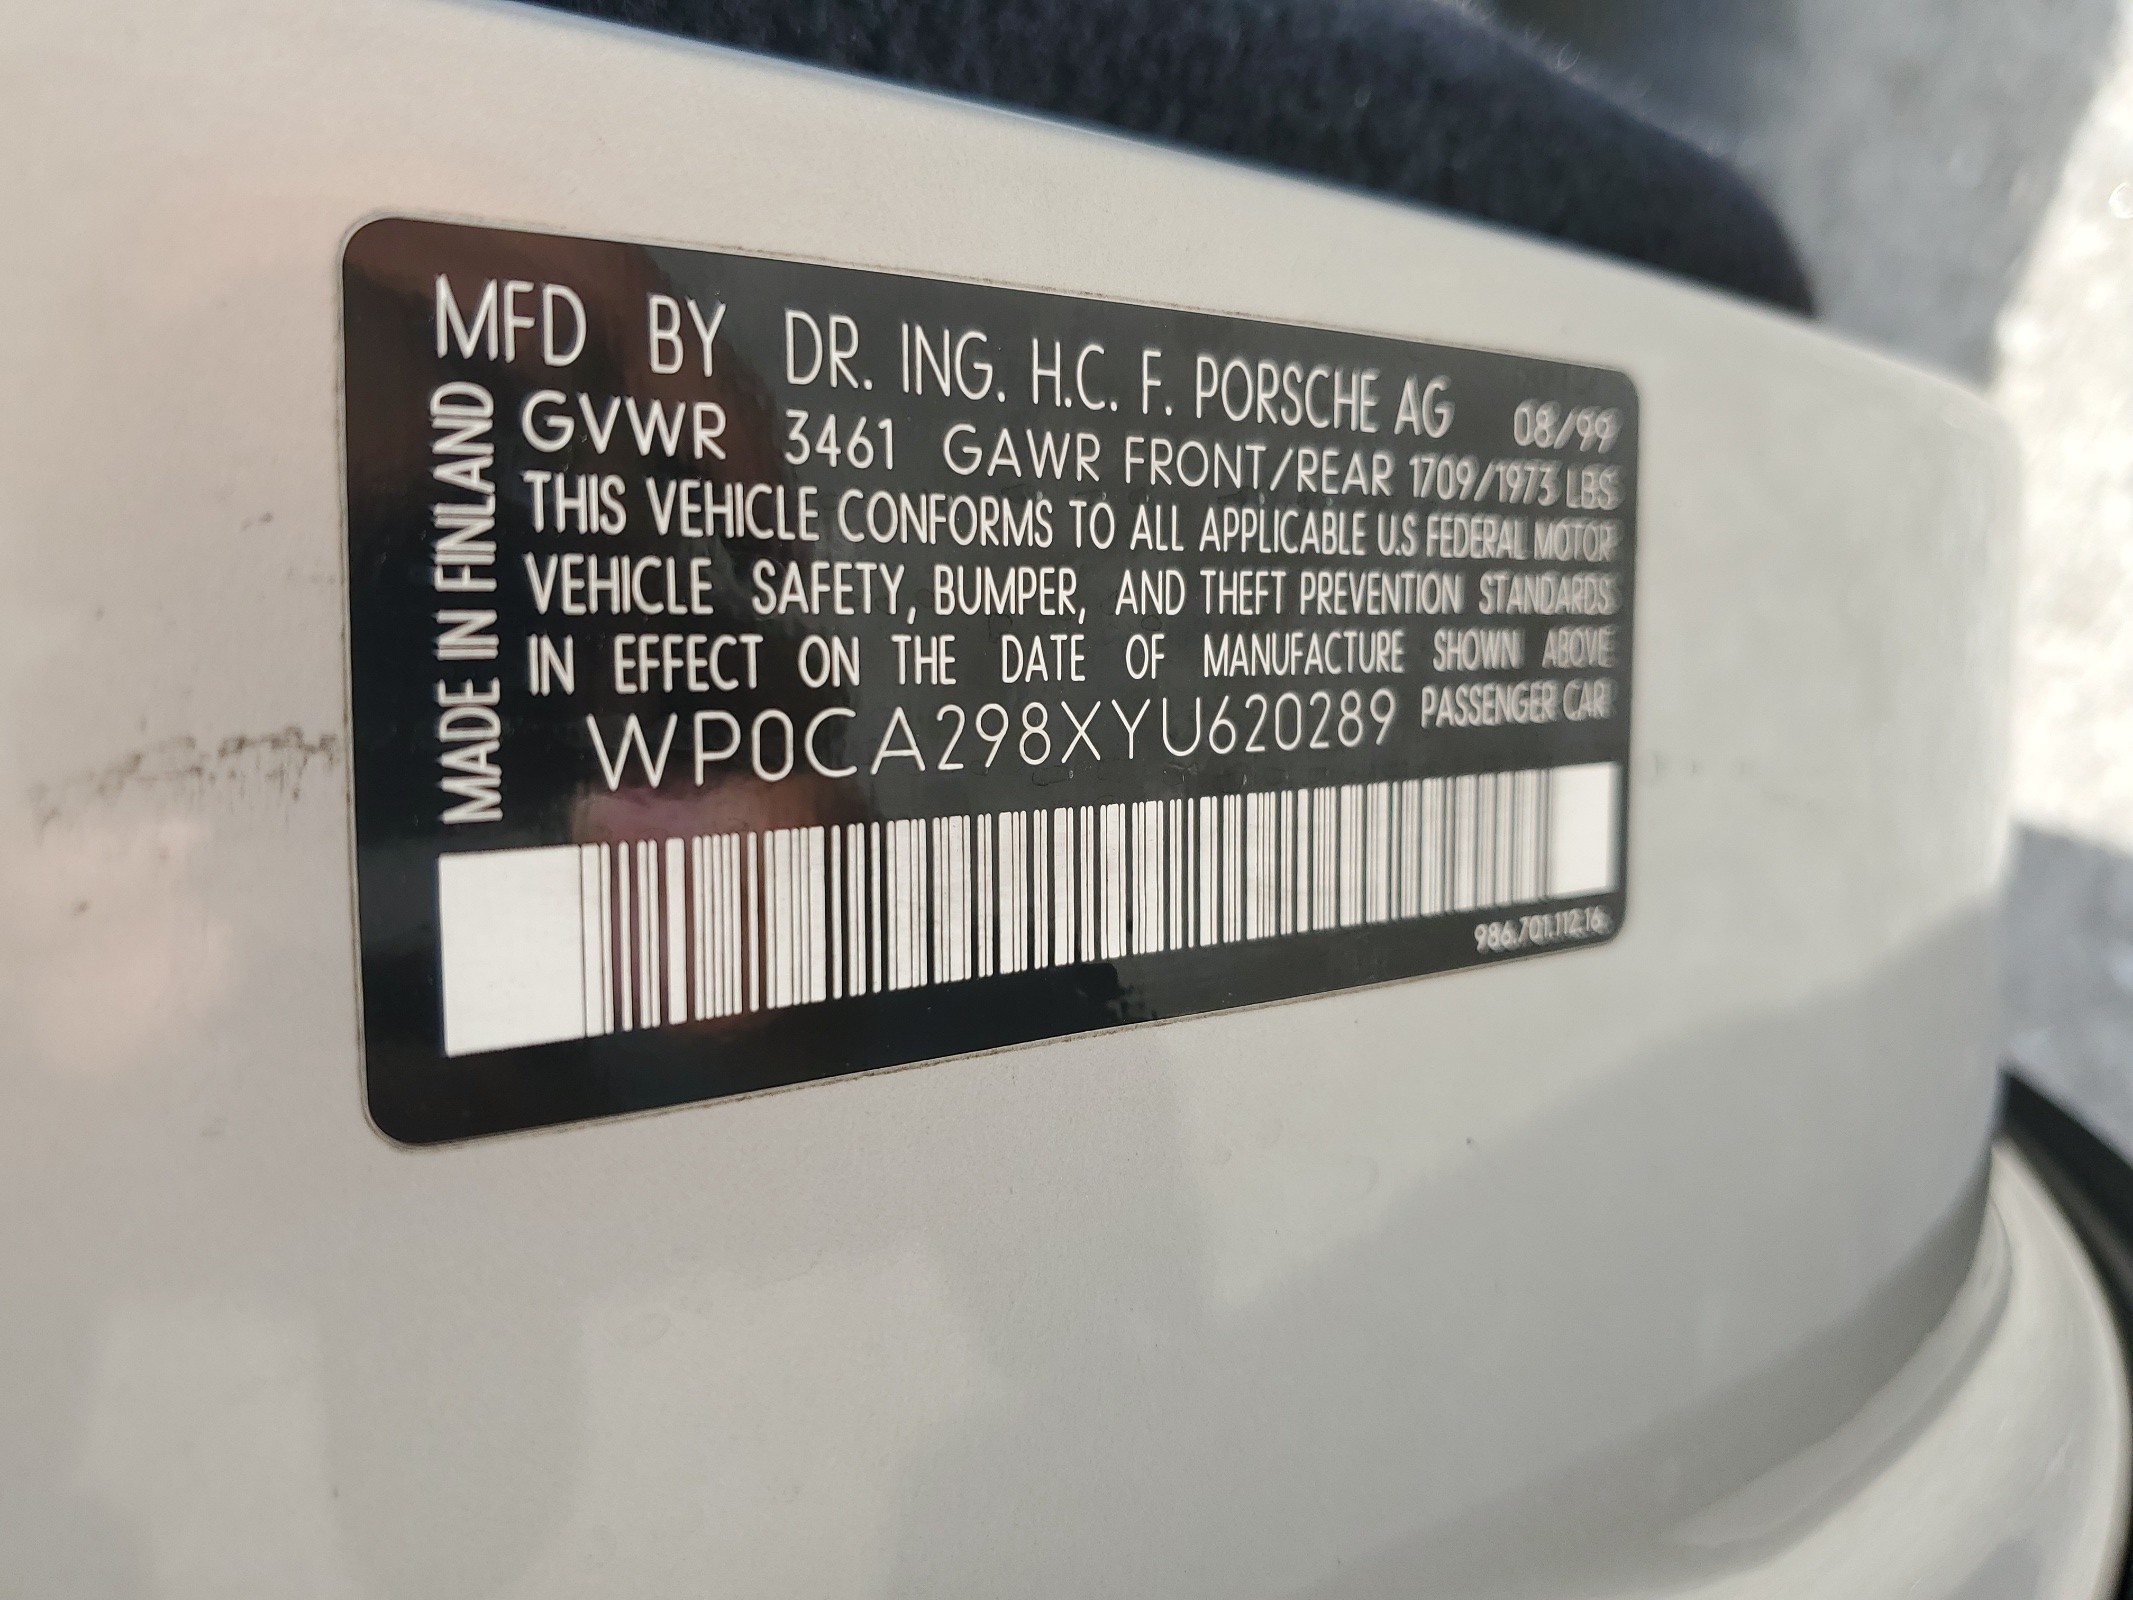 MFD BY DR. ING. H.C. F. PORSCHE AG 08/99
GVWR 3461 GAWR FRONT/REAR 1709/1973 LBS
THIS VEHICLE CONFORMS TO ALL APPLICABLE U.S FEDERAL MOTOR
VEHICLE SAFETY, BUMPER, AND THEFT PREVENTION STANDARDS
IN EFFECT ON THE DATE OF MANUFACTURE SHOWN ABOVE
WP0CA298XYU620289 PASSENGER CAR
MADE IN FINLAND
986.701.112.16